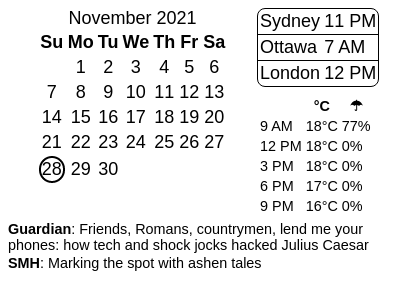 November 2021
Su Mo Tu We Th Fr Sa
1 2 3 4 5 6
7 8 9 10 11 12 13
14 15 16 17 18 19 20
21 22 23 24 25 26 27
28 29 30
Sydney 11 PM
Ottawa 7 AM
London 12 PM
°C ☂
9 AM 18°C 77%
12 PM 18°C 0%
3 PM 18°C 0%
6 PM 17°C 0%
9 PM 16°C 0%
Guardian: Friends, Romans, countrymen, lend me your
phones: how tech and shock jocks hacked Julius Caesar
SMH: Marking the spot with ashen tales